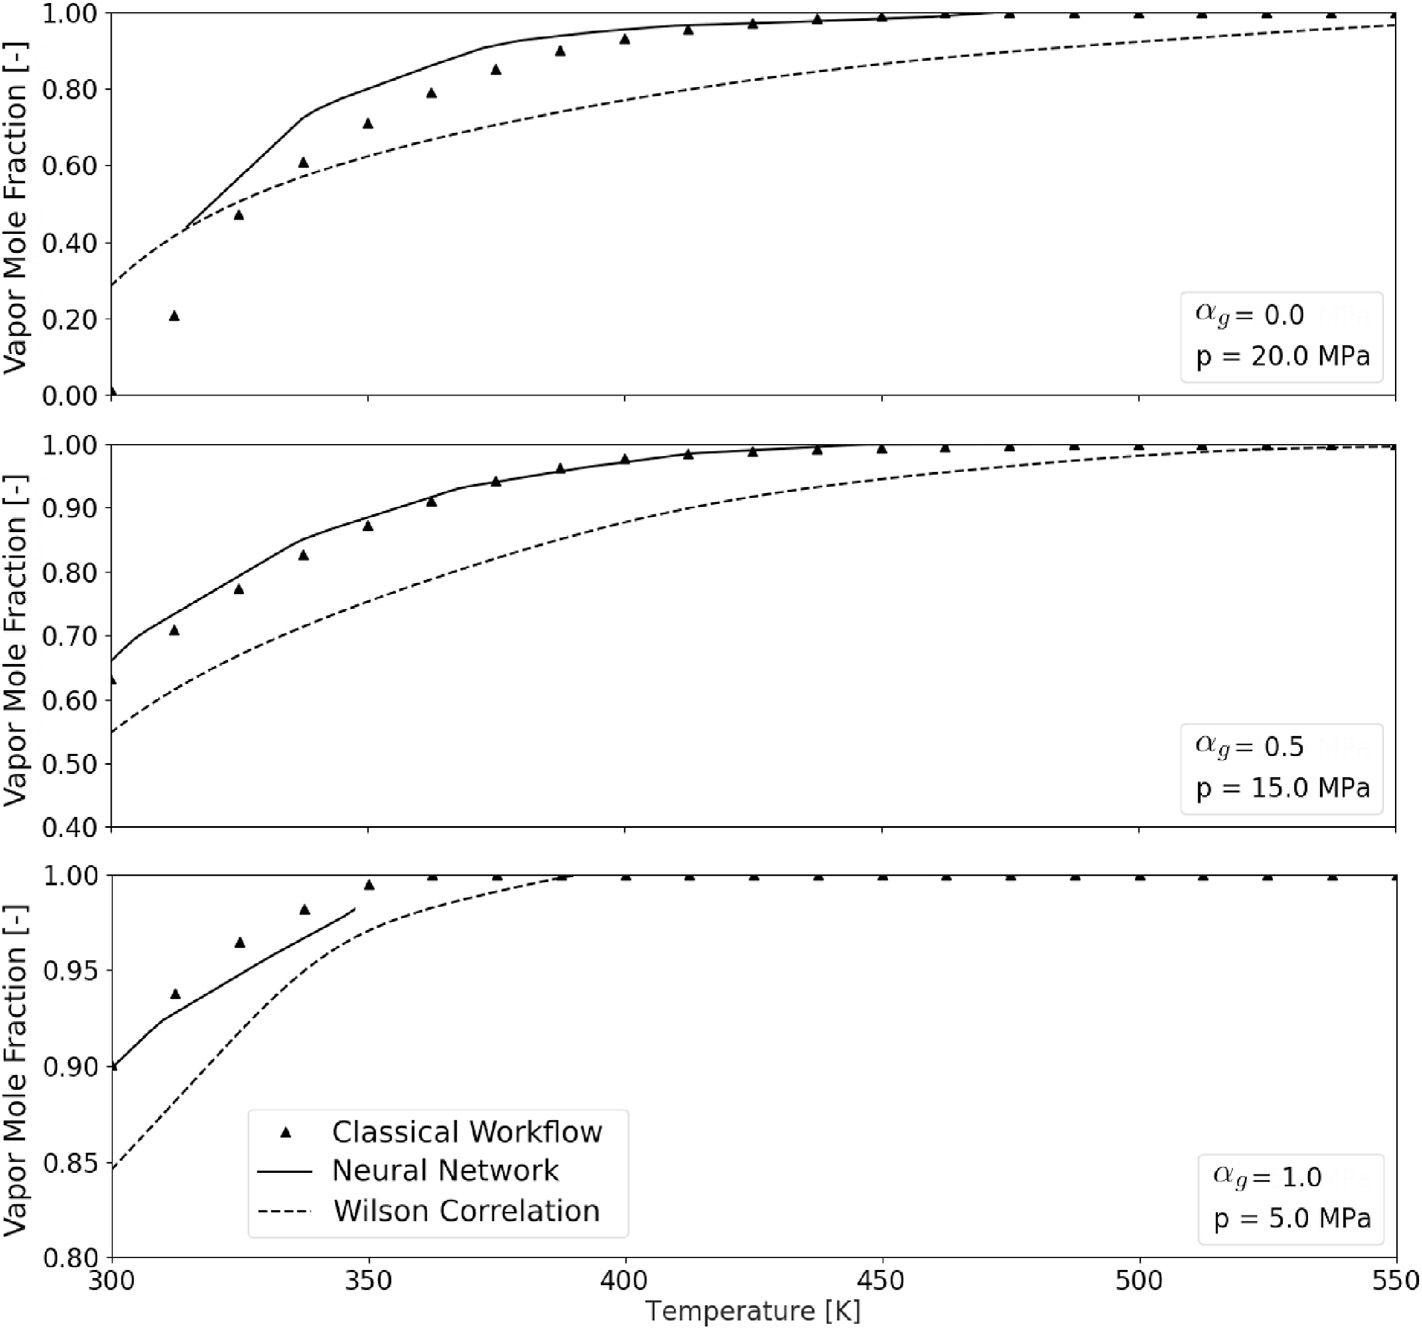 Vapor Mole Fraction [-]
1.00
0.80
0.60
0.40
0.20
0.00
αg = 0.0
p = 20.0 MPa
Vapor Mole Fraction [-]
1.00
0.90
0.80
0.70
0.60
0.50
0.40
αg = 0.5
p = 15.0 MPa
Vapor Mole Fraction [-]
1.00
0.95
0.90
0.85
0.80
Classical Workflow
Neural Network
Wilson Correlation
αg = 1.0
p = 5.0 MPa
300 350 400 450 500 550
Temperature [K]